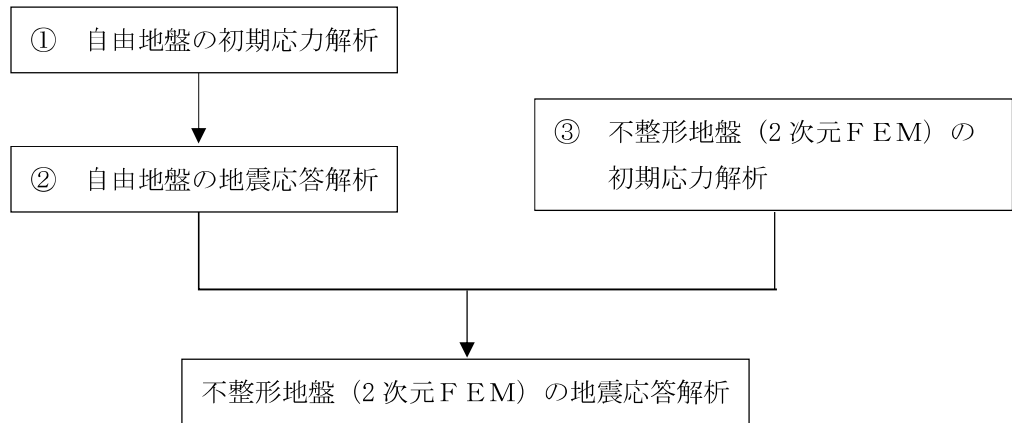 ①　自由地盤の初期応力解析
②　自由地盤の地震応答解析
③　不整形地盤（2 次元ＦＥＭ）の
初期応力解析
不整形地盤（2 次元ＦＥＭ）の地震応答解析